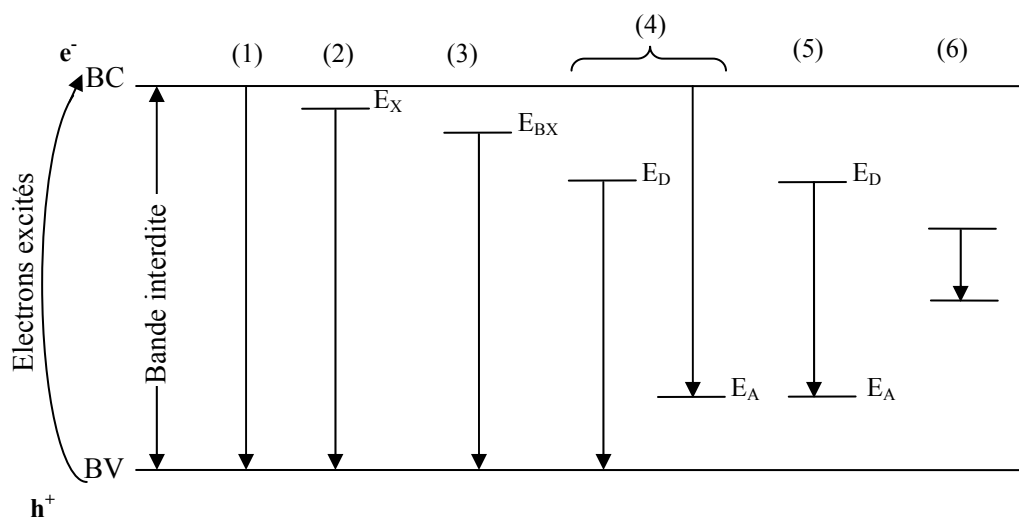 (1) (2) (3) (4) (5) (6)
e⁻
BC
E_X
E_BX
E_D E_D
Electrons excités
Bande interdite
E_A E_A
BV
h⁺